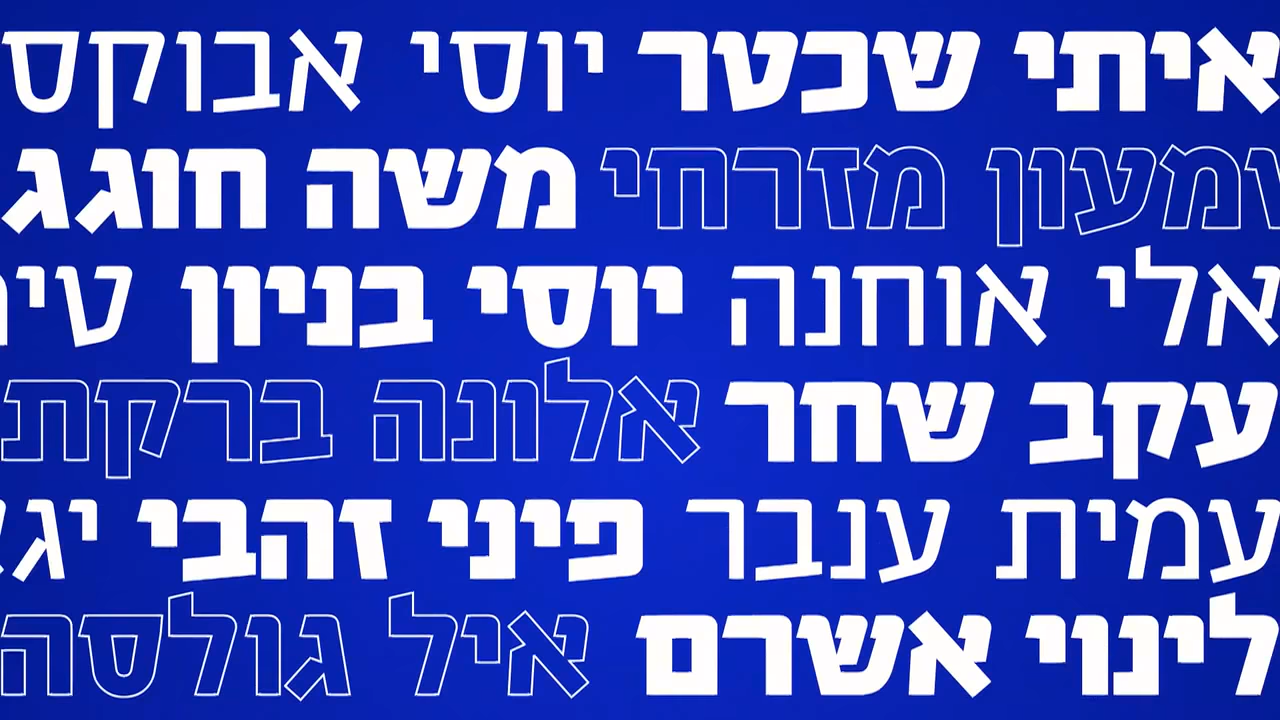 איתי שכטר יוסי אבוקס
שמעון מזרחי משה חוגג
אלי אוחנה יוסי בניון
עקב שחר אלונה ברקת
עמית ענבר פיני זהבי
לינוי אשרם איל גולסה